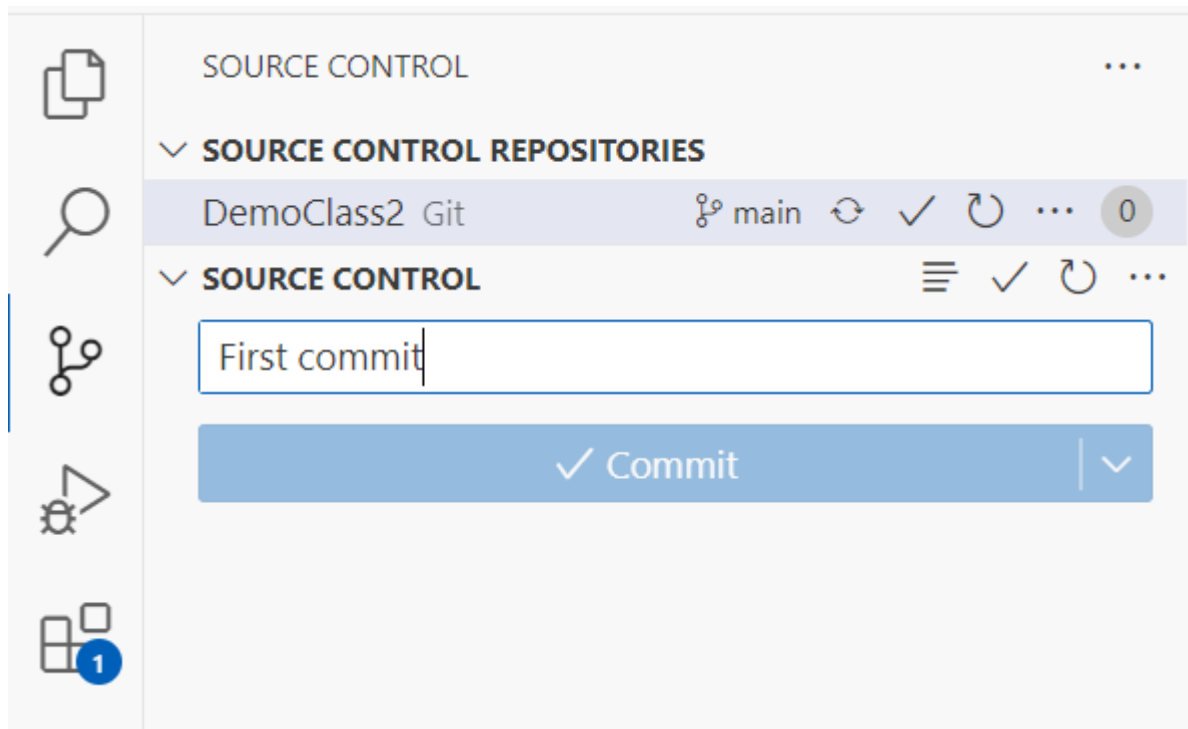 SOURCE CONTROL
SOURCE CONTROL REPOSITORIES
DemoClass2 Git main 0
SOURCE CONTROL
First commit
Commit
1